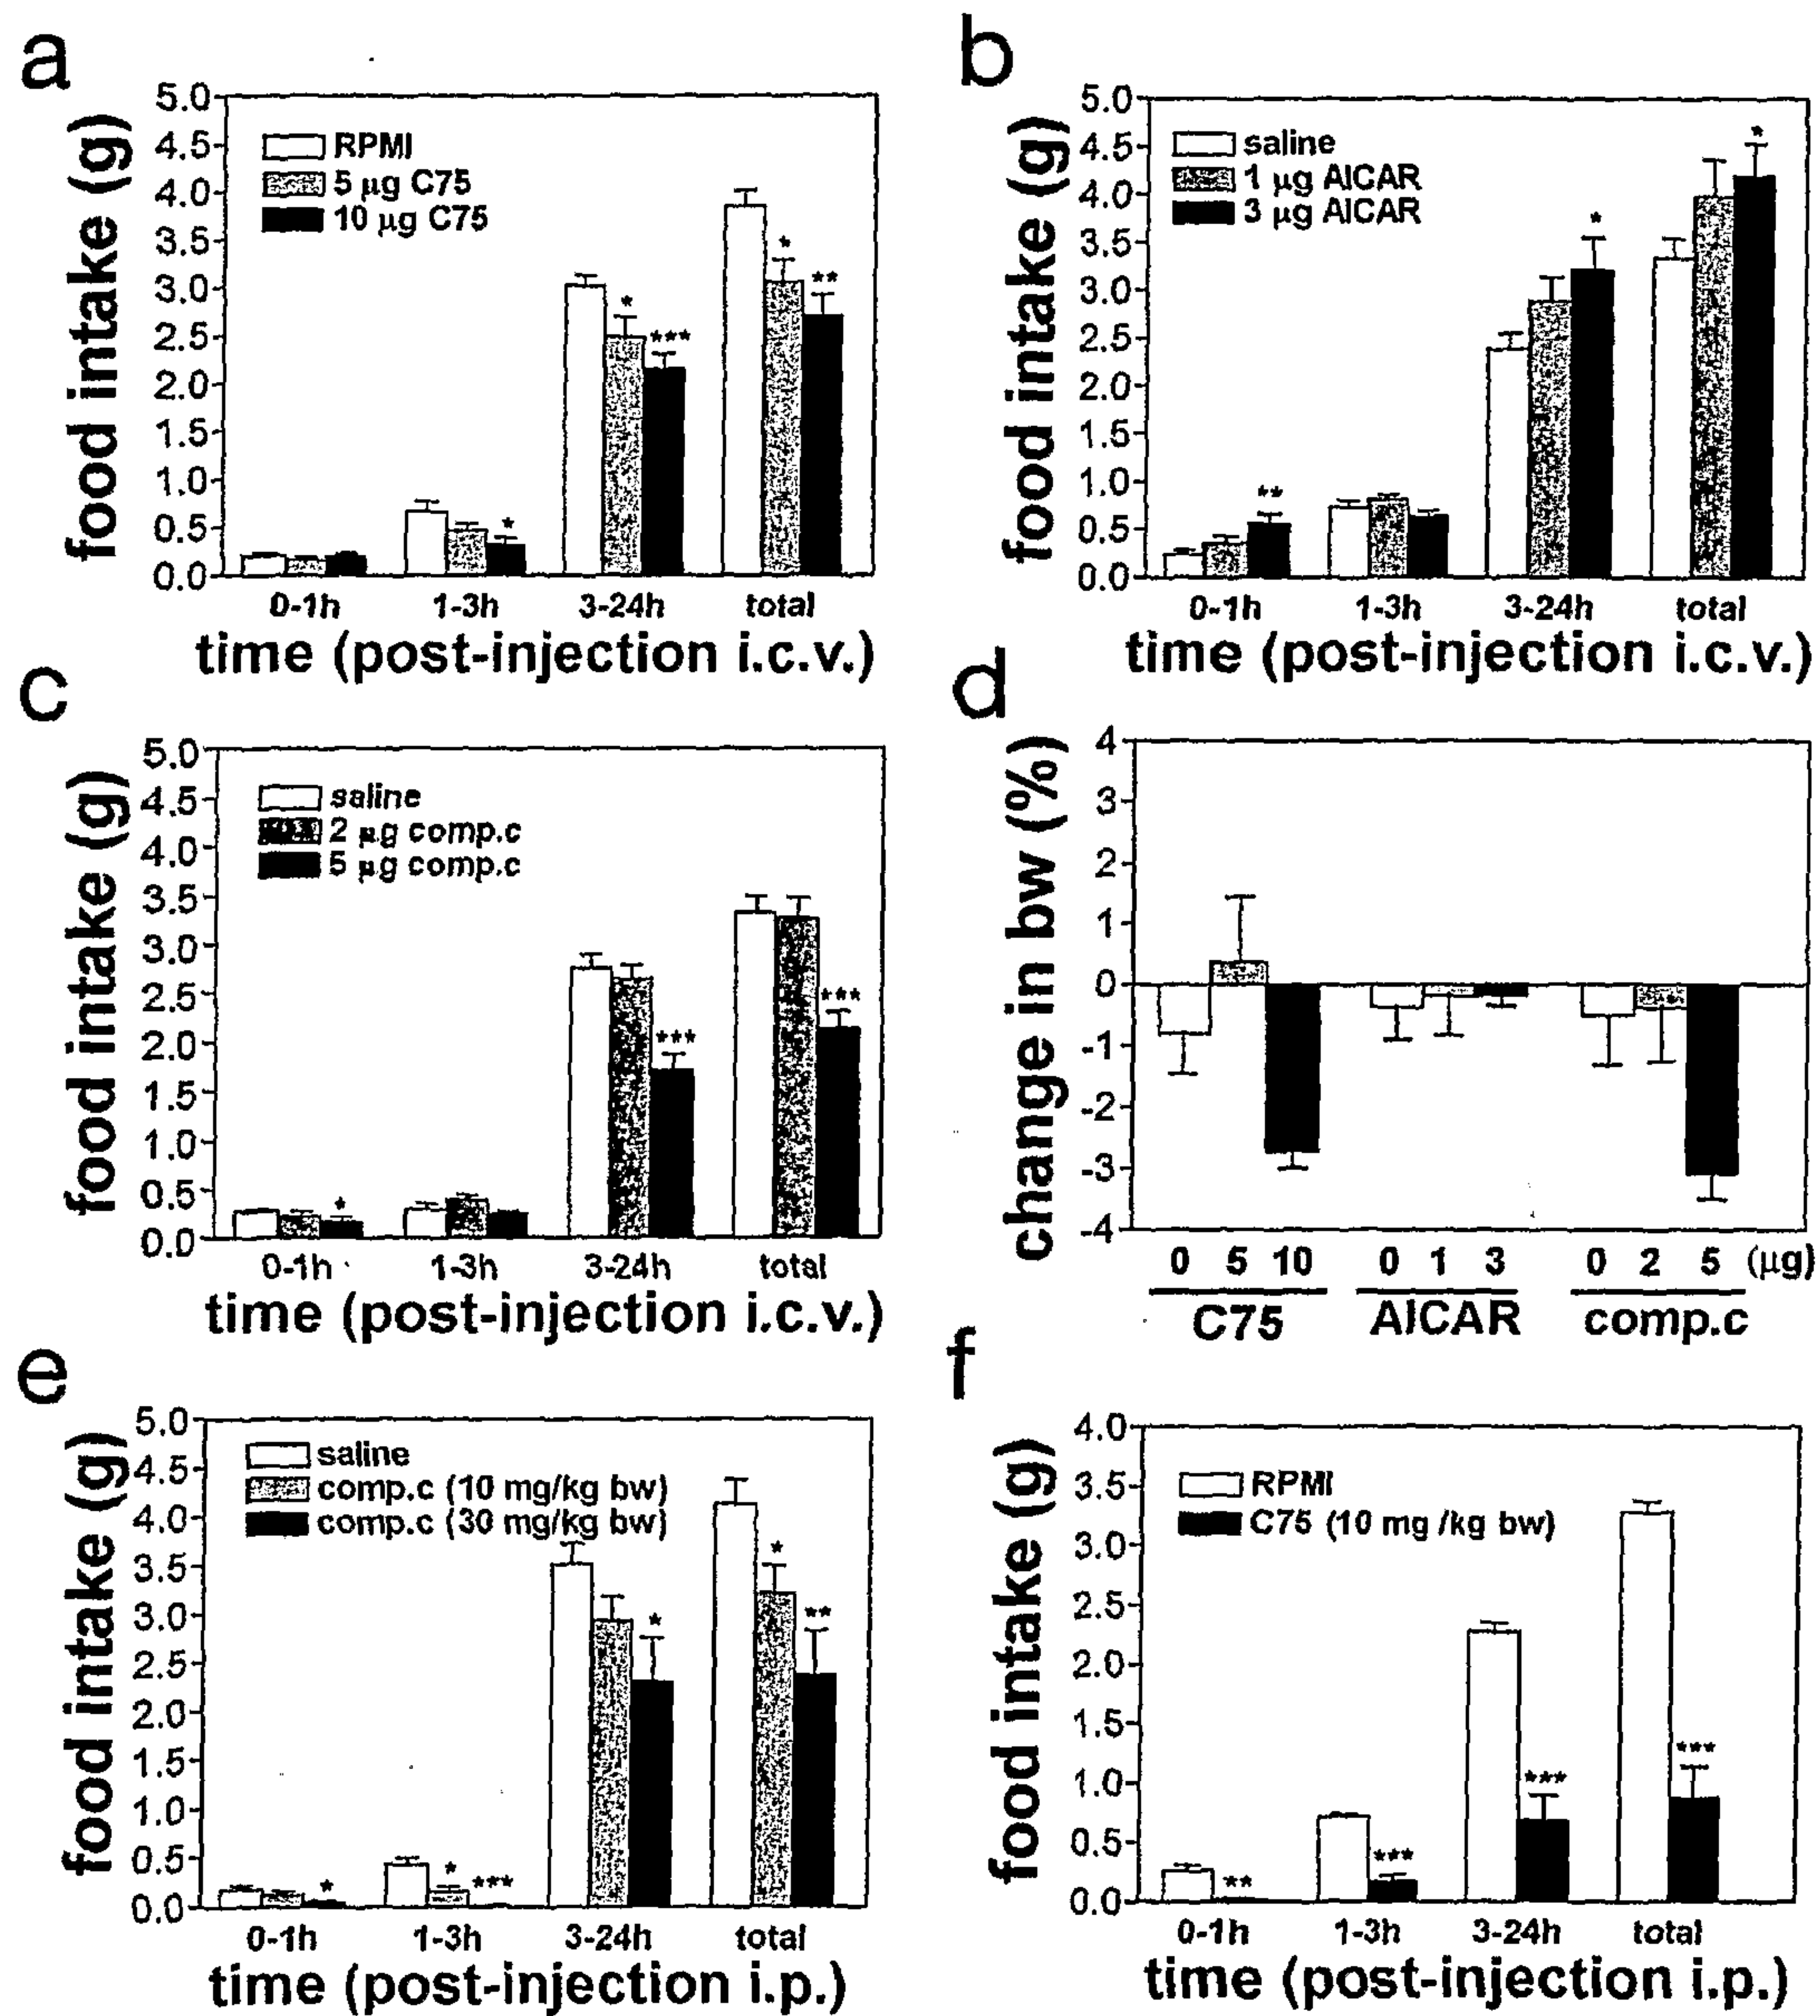 a
food intake (g)
5.0
4.5
4.0
3.5
3.0
2.5
2.0
1.5
1.0
0.5
0.0
RPMI
5 µg C75
10 µg C75
*
*
***
*
**
0-1h 1-3h 3-24h total
time (post-injection i.c.v.)
b
food intake (g)
5.0
4.5
4.0
3.5
3.0
2.5
2.0
1.5
1.0
0.5
0.0
saline
1 µg AICAR
3 µg AICAR
**
*
*
0-1h 1-3h 3-24h total
time (post-injection i.c.v.)
c
food intake (g)
5.0
4.5
4.0
3.5
3.0
2.5
2.0
1.5
1.0
0.5
0.0
saline
2 µg comp.c
5 µg comp.c
*
***
***
0-1h 1-3h 3-24h total
time (post-injection i.c.v.)
d
change in bw (%)
4
3
2
1
0
-1
-2
-3
-4
0 5 10 0 1 3 0 2 5 (µg)
C75 AICAR comp.c
e
food intake (g)
5.0
4.5
4.0
3.5
3.0
2.5
2.0
1.5
1.0
0.5
0.0
saline
comp.c (10 mg/kg bw)
comp.c (30 mg/kg bw)
*
*
***
*
*
**
0-1h 1-3h 3-24h total
time (post-injection i.p.)
f
food intake (g)
4.0
3.5
3.0
2.5
2.0
1.5
1.0
0.5
0.0
RPMI
C75 (10 mg /kg bw)
**
***
***
***
0-1h 1-3h 3-24h total
time (post-injection i.p.)